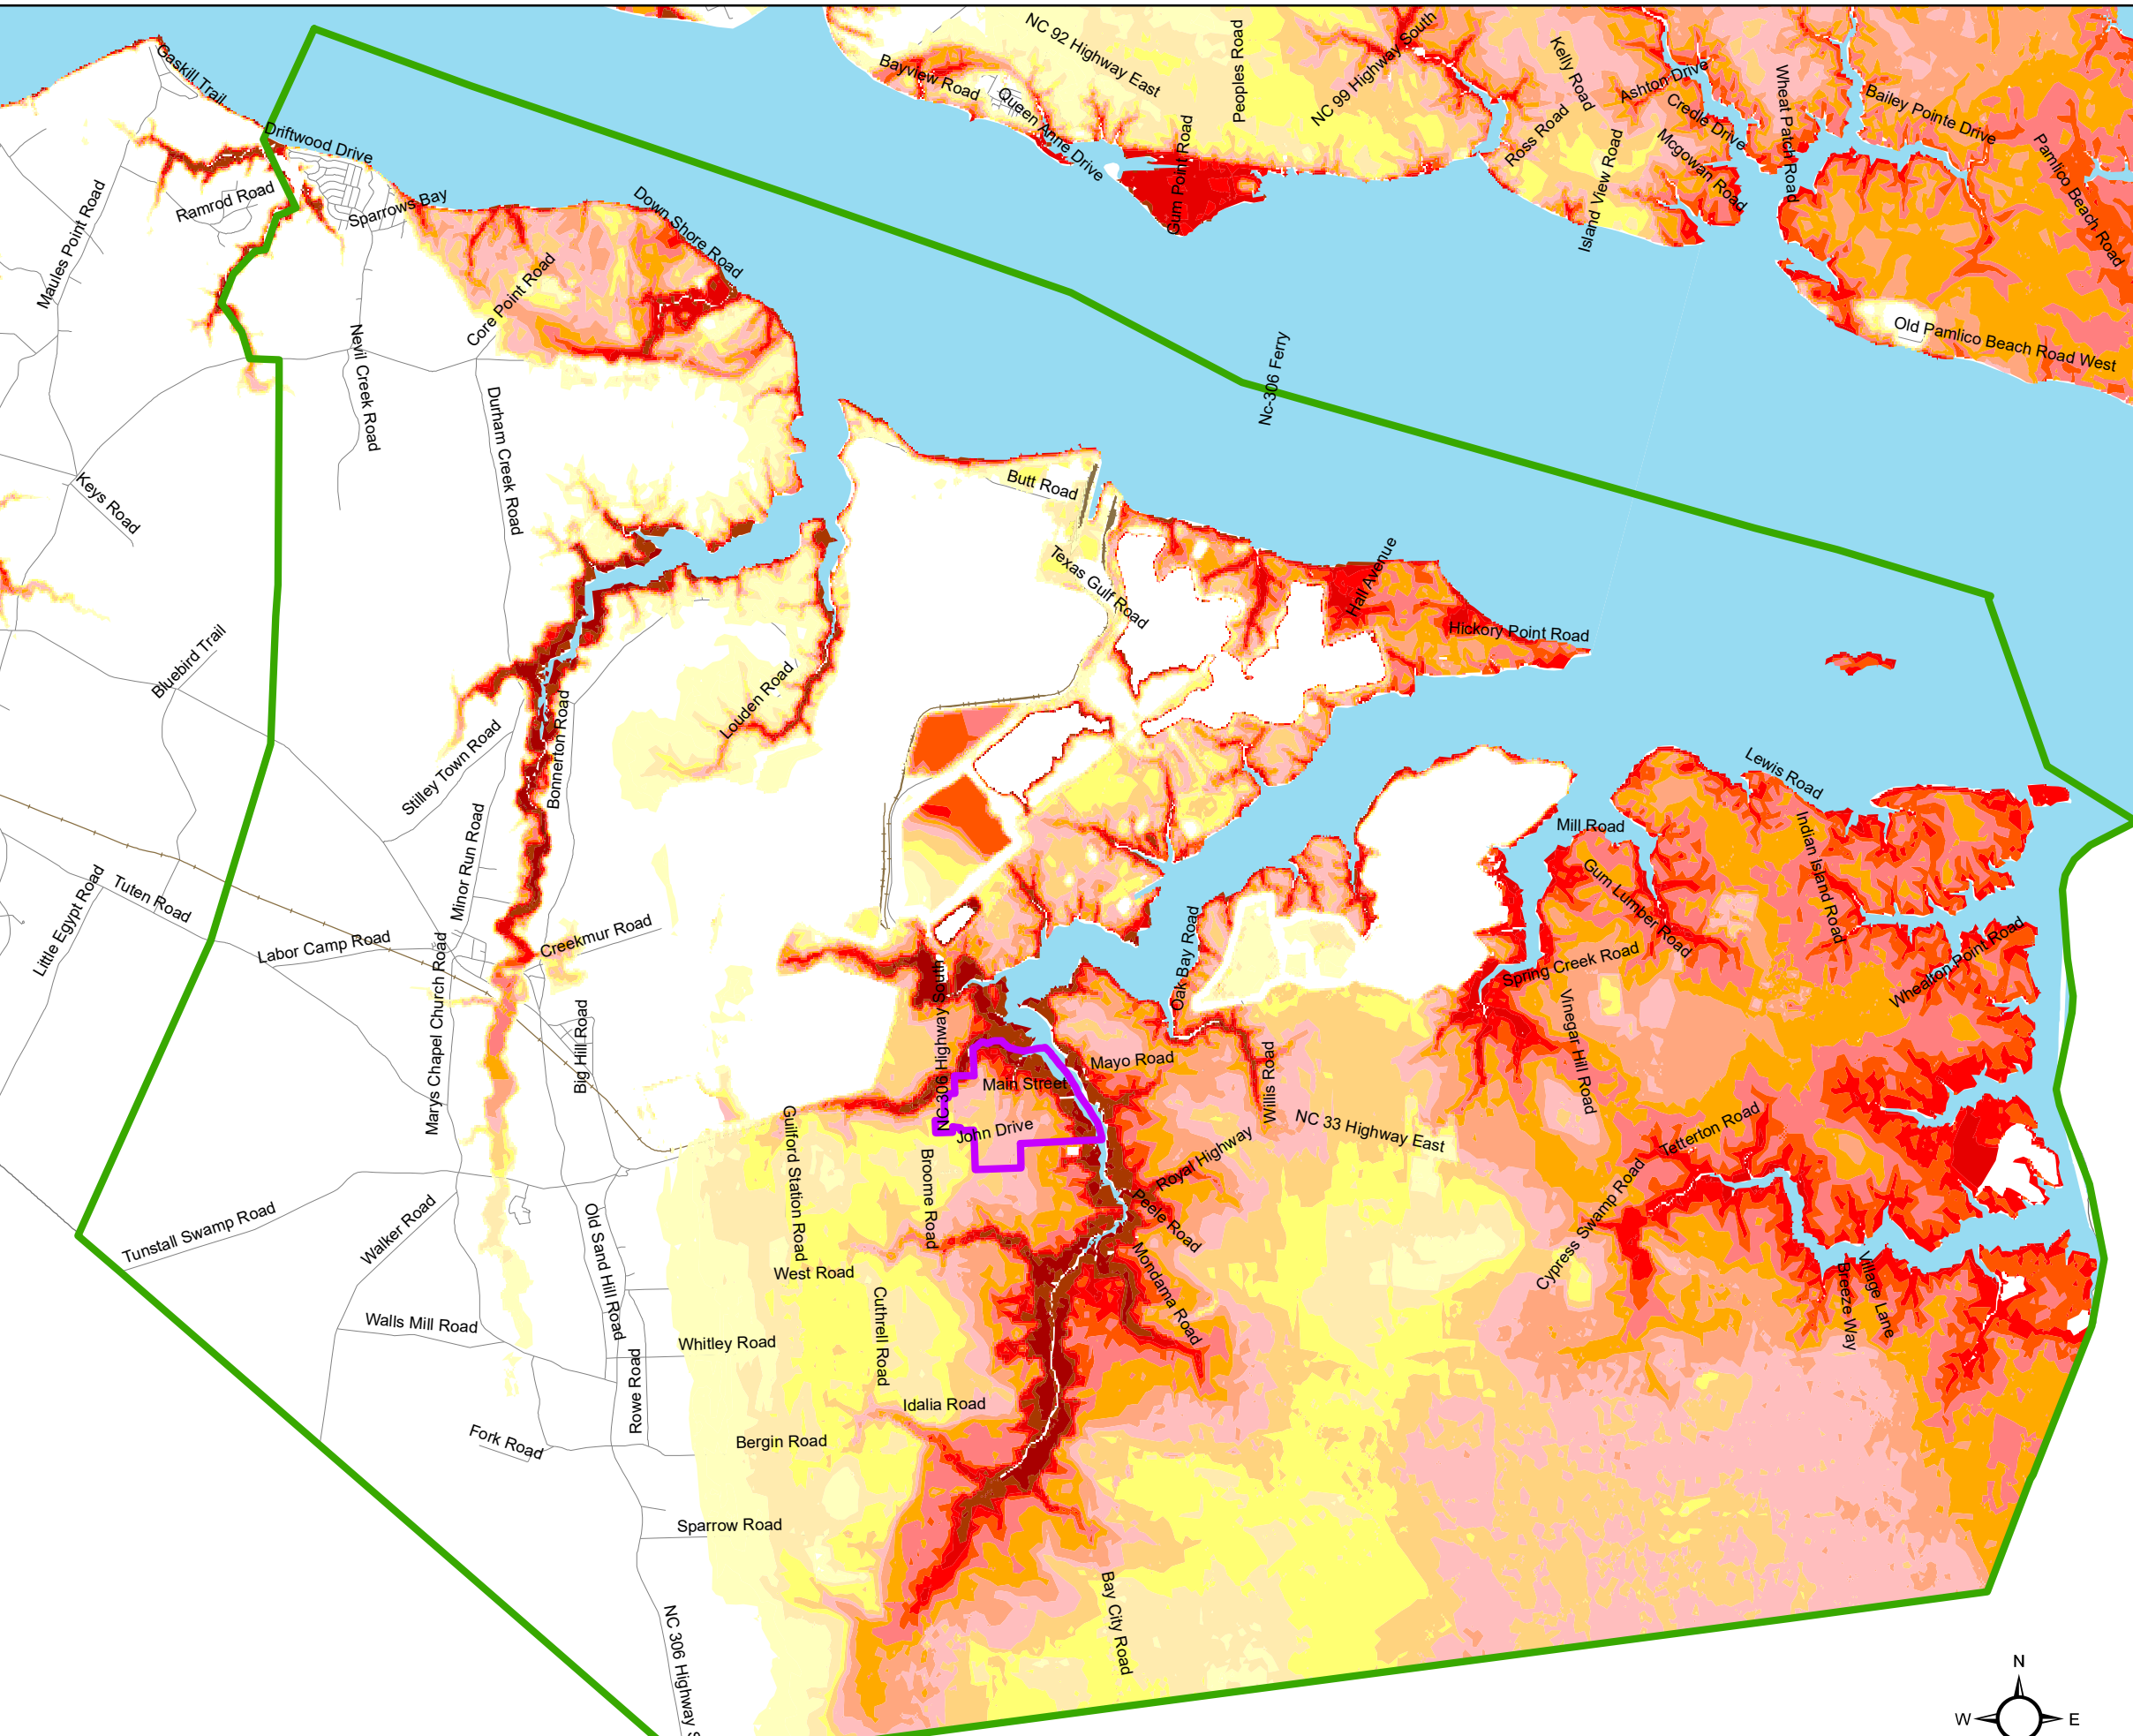 Gaskill Trail
Driftwood Drive
Bayview Road
NC 92 Highway East
Queen Anne Drive
Peoples Road
Gum Point Road
NC 99 Highway South
Kelly Road
Ross Road
Ashton Drive
Credle Drive
Mcgowan Road
Island View Road
Wheat Patch Road
Bailey Pointe Drive
Pamlico Beach Road
Old Pamlico Beach Road West
Maules Point Road
Ramrod Road
Sparrows Bay
Down Shore Road
Core Point Road
Nevil Creek Road
Durham Creek Road
Nc-306 Ferry
Keys Road
Butt Road
Texas Gulf Road
Hall Avenue
Hickory Point Road
Bluebird Trail
Louden Road
Stilley Town Road
Bonnerton Road
Minor Run Road
Lewis Road
Mill Road
Indian Island Road
Gum Lumber Road
Little Egypt Road
Tuten Road
Labor Camp Road
Marys Chapel Church Road
Creekmur Road
Big Hill Road
NC 306 Highway South
Oak Bay Road
Spring Creek Road
Vinegar Hill Road
Wheatton Point Road
Mayo Road
Main Street
John Drive
Willis Road
NC 33 Highway East
Royal Highway
Tetterton Road
Cypress Swamp Road
Guilford Station Road
Broome Road
Peele Road
Mondama Road
Village Lane
Breeze Way
Tunstall Swamp Road
Walker Road
Old Sand Hill Road
West Road
Walls Mill Road
Whitley Road
Cuthrell Road
Rowe Road
Idalia Road
Fork Road
Bergin Road
Sparrow Road
Bay City Road
NC 306 Highway S
N
W
E